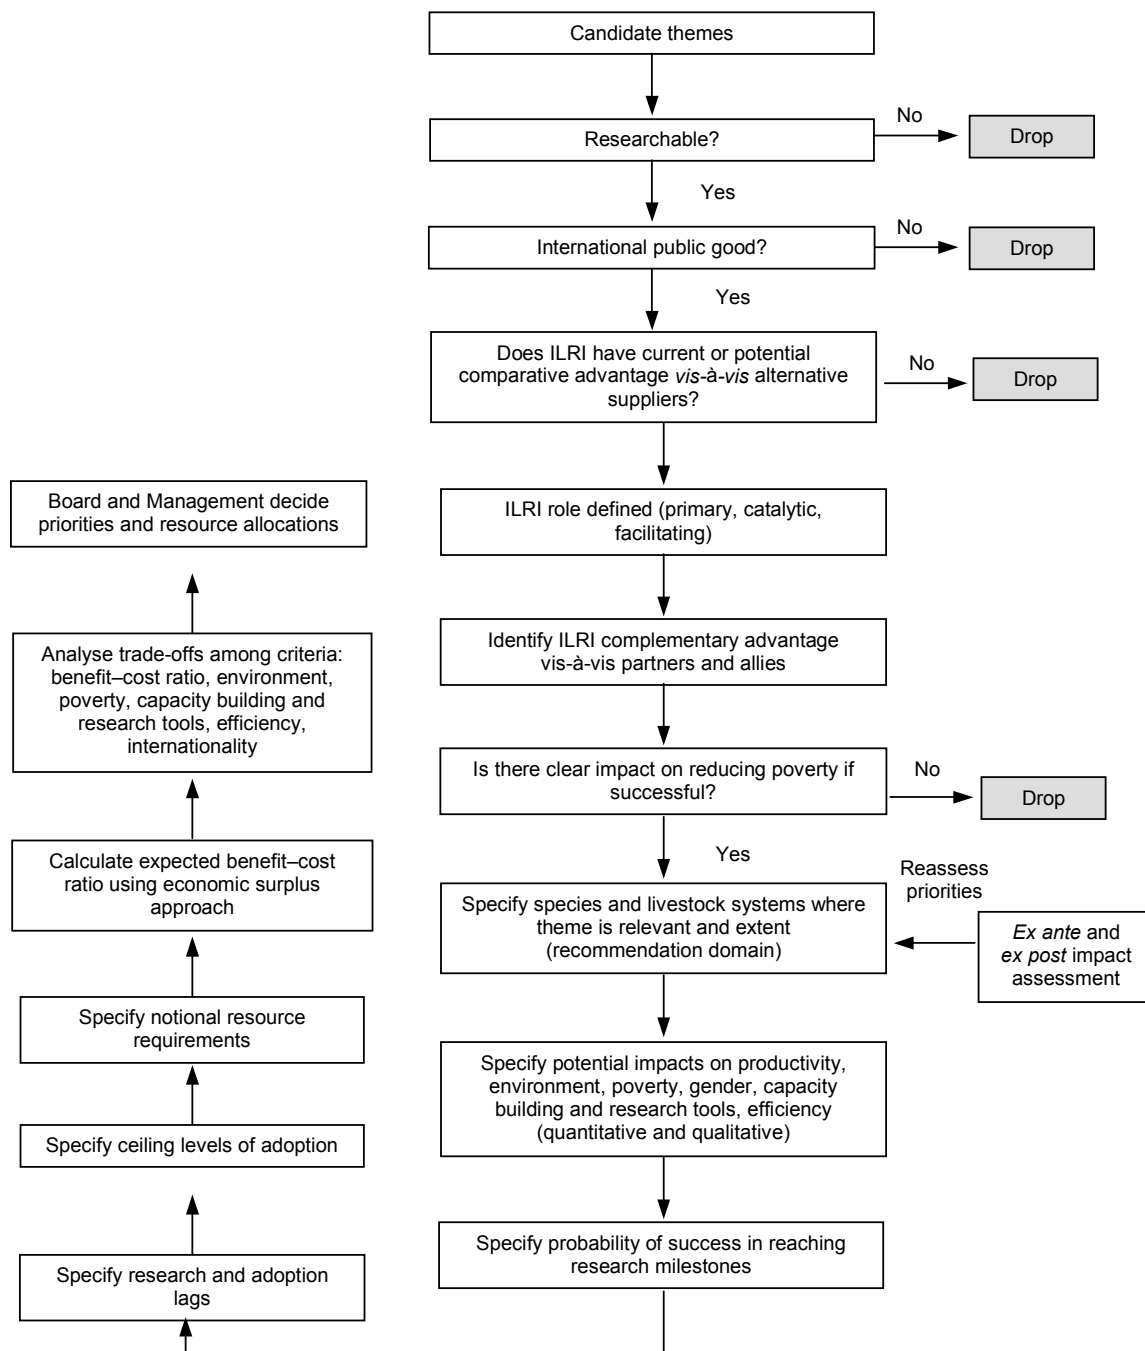 Candidate themes
Researchable?
No
Drop
Yes
International public good?
No
Drop
Yes
Does ILRI have current or potential
comparative advantage vis-à-vis alternative
suppliers?
No
Drop
ILRI role defined (primary, catalytic,
facilitating)
Identify ILRI complementary advantage
vis-à-vis partners and allies
Is there clear impact on reducing poverty if
successful?
No
Drop
Yes
Reassess
priorities
Specify species and livestock systems where
theme is relevant and extent
(recommendation domain)
Ex ante and
ex post impact
assessment
Specify potential impacts on productivity,
environment, poverty, gender, capacity
building and research tools, efficiency
(quantitative and qualitative)
Specify probability of success in reaching
research milestones
Specify research and adoption
lags
Specify ceiling levels of adoption
Specify notional resource
requirements
Calculate expected benefit–cost
ratio using economic surplus
approach
Analyse trade-offs among criteria:
benefit–cost ratio, environment,
poverty, capacity building and
research tools, efficiency,
internationality
Board and Management decide
priorities and resource allocations